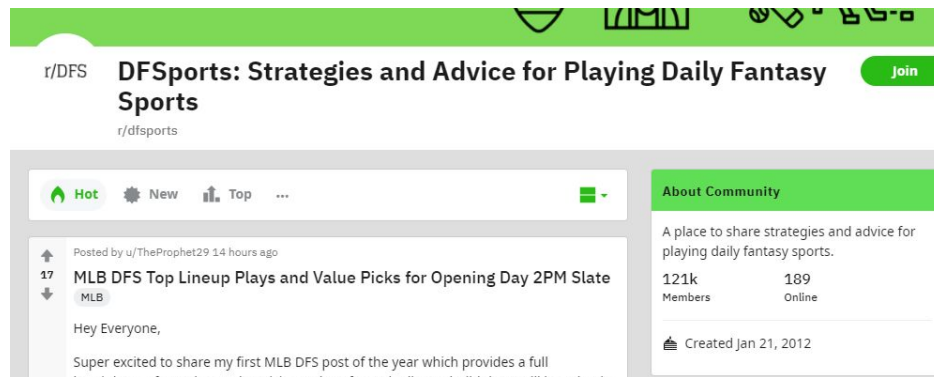 r/DFS
DFSports: Strategies and Advice for Playing Daily Fantasy
Sports
r/dfsports
Join
Hot
New
Top
...
Posted by u/TheProphet29 14 hours ago
17
MLB DFS Top Lineup Plays and Value Picks for Opening Day 2PM Slate
MLB
Hey Everyone,
Super excited to share my first MLB DFS post of the year which provides a full
About Community
A place to share strategies and advice for
playing daily fantasy sports.
121k 189
Members Online
Created Jan 21, 2012